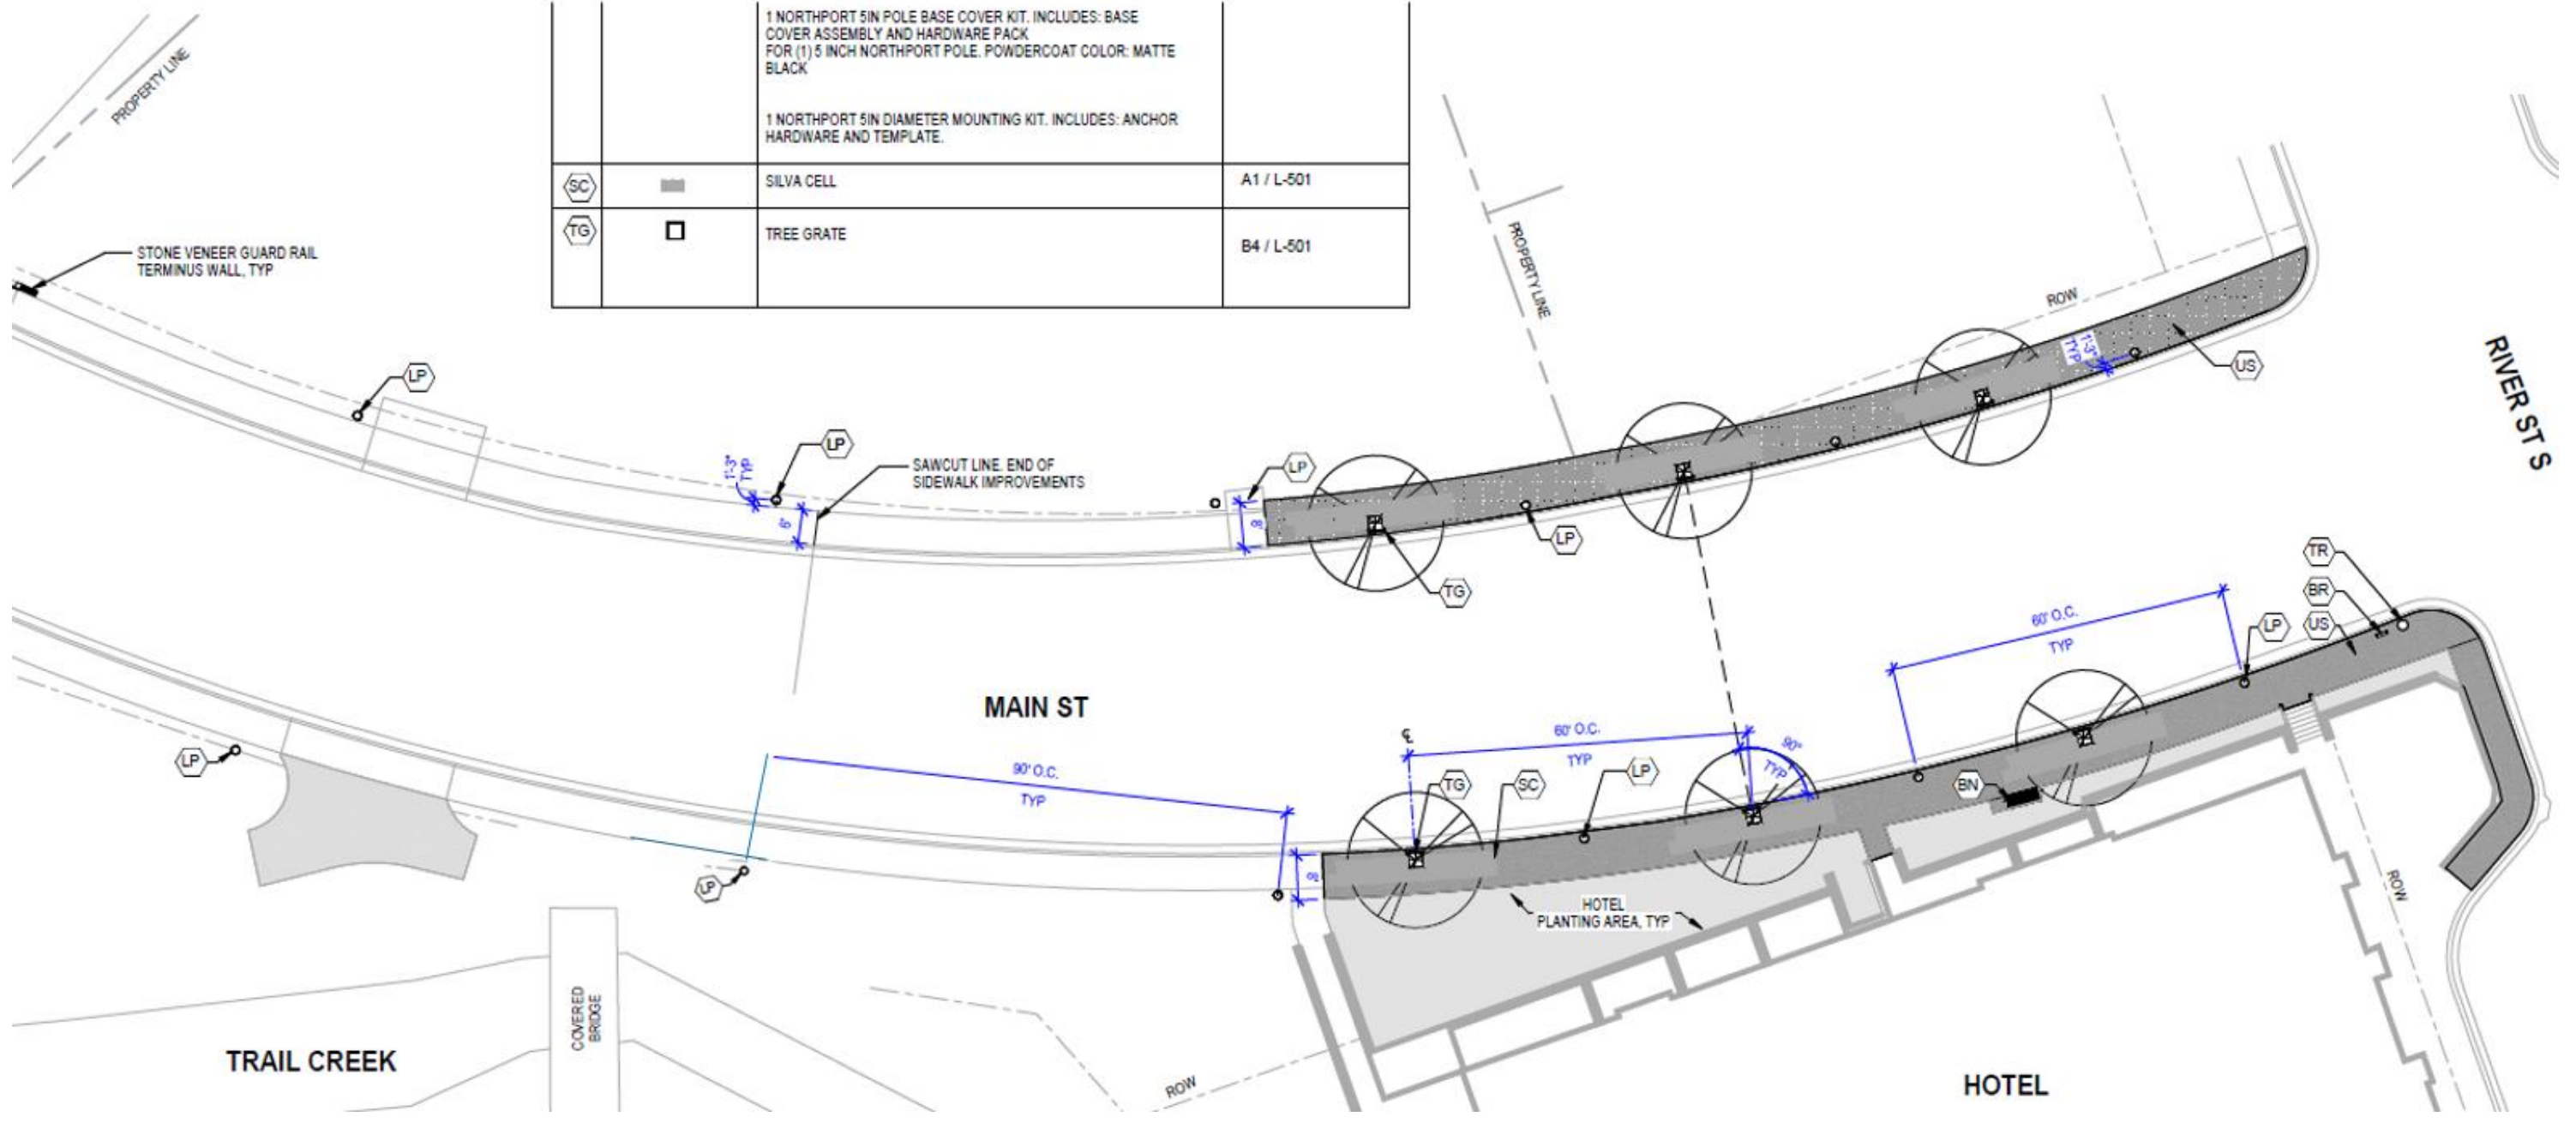 1 NORTHPORT 5IN POLE BASE COVER KIT. INCLUDES: BASE
COVER ASSEMBLY AND HARDWARE PACK
FOR (1) 5 INCH NORTHPORT POLE. POWDERCOAT COLOR: MATTE
BLACK
1 NORTHPORT 5IN DIAMETER MOUNTING KIT. INCLUDES: ANCHOR
HARDWARE AND TEMPLATE.
SC
SILVA CELL
A1 / L-501
TG
TREE GRATE
B4 / L-501
PROPERTY LINE
STONE VENEER GUARD RAIL
TERMINUS WALL, TYP
LP
1'-3"
TYP
LP
6'
SAWCUT LINE. END OF
SIDEWALK IMPROVEMENTS
LP
8'
PROPERTY LINE
ROW
1'-3"
TYP
US
RIVER ST S
LP
TG
TR
BR
US
LP
60' O.C.
TYP
MAIN ST
LP
90' O.C.
TYP
LP
8'
℄
60' O.C.
TYP
TG
SC
LP
90°
TYP
BN
HOTEL
PLANTING AREA, TYP
ROW
COVERED
BRIDGE
TRAIL CREEK
ROW
HOTEL